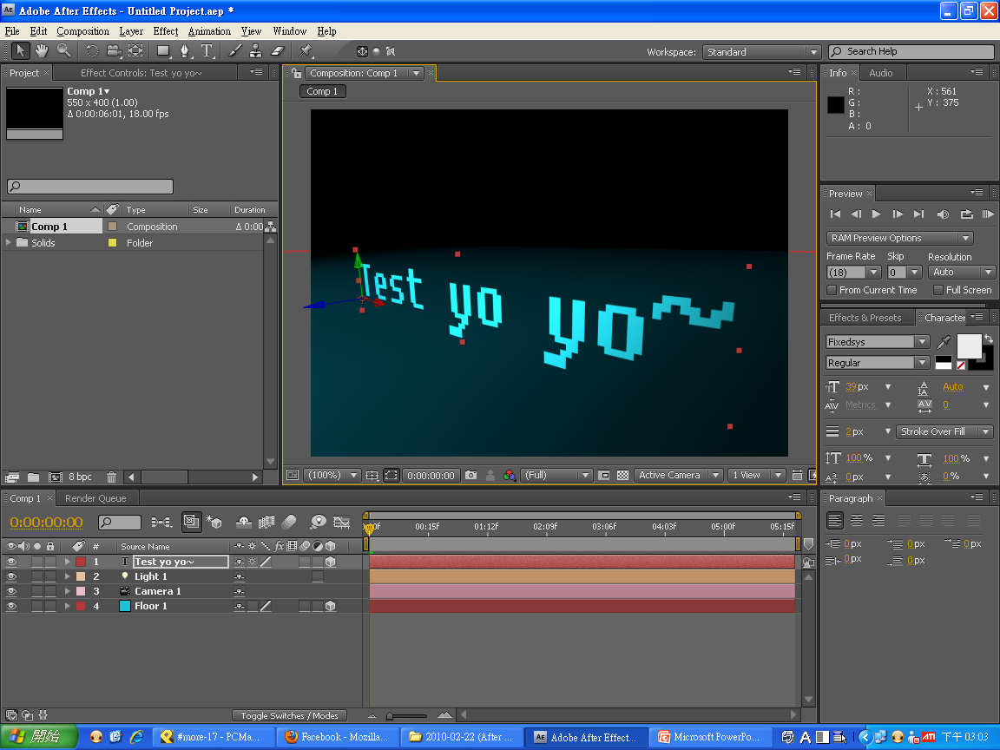 Adobe After Effects - Untitled Project.aep *
File Edit Composition Layer Effect Animation View Window Help
Workspace: Standard Search Help
Project × Effect Controls: Test yo yo~
Comp 1▾
550 x 400 (1.00)
Δ 0:00:06:01, 18.00 fps
Name Type Size Duration
Comp 1 Composition Δ 0:00
Solids Folder
8 bpc
Composition: Comp 1
Comp 1
Test yo yo~
(100%) 0:00:00:00 (Full) Active Camera 1 View
Info × Audio
R :
G :
B :
A : 0
X : 561
Y : 375
Preview ×
RAM Preview Options
Frame Rate Skip Resolution
(18) 0 Auto
From Current Time Full Screen
Effects & Presets Character
Fixedsys
Regular
39 px Auto
Metrics 0
2 px Stroke Over Fill
100 % 100 %
0 px 0 %
Comp 1 × Render Queue
0:00:00:00
00:15F 01:12F 02:09F 03:06F 04:03F 05:00F 05:15F
# Source Name
1 T Test yo yo~
2 Light 1
3 Camera 1
4 Floor 1
Toggle Switches / Modes
Paragraph ×
0 px 0 px 0 px
0 px 0 px
開始 #more-17 - PCMa... Facebook - Mozilla... 2010-02-22 (After ... Adobe After Effect... Microsoft PowerPo... A ATI 下午 03:03